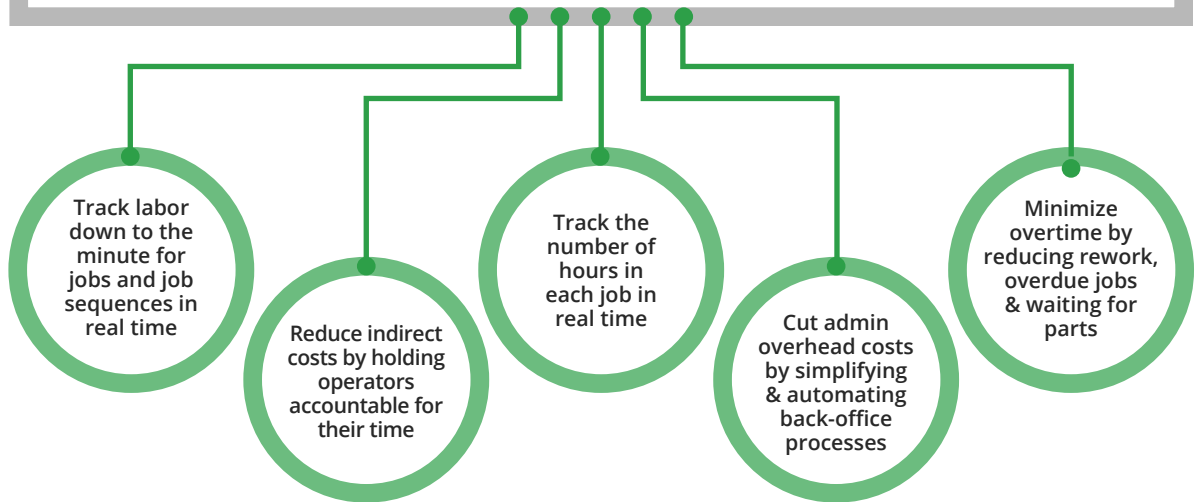 Track labor
down to the
minute for
jobs and job
sequences in
real time
Reduce indirect
costs by holding
operators
accountable for
their time
Track the
number of
hours in
each job in
real time
Cut admin
overhead costs
by simplifying
& automating
back-office
processes
Minimize
overtime by
reducing rework,
overdue jobs
& waiting for
parts